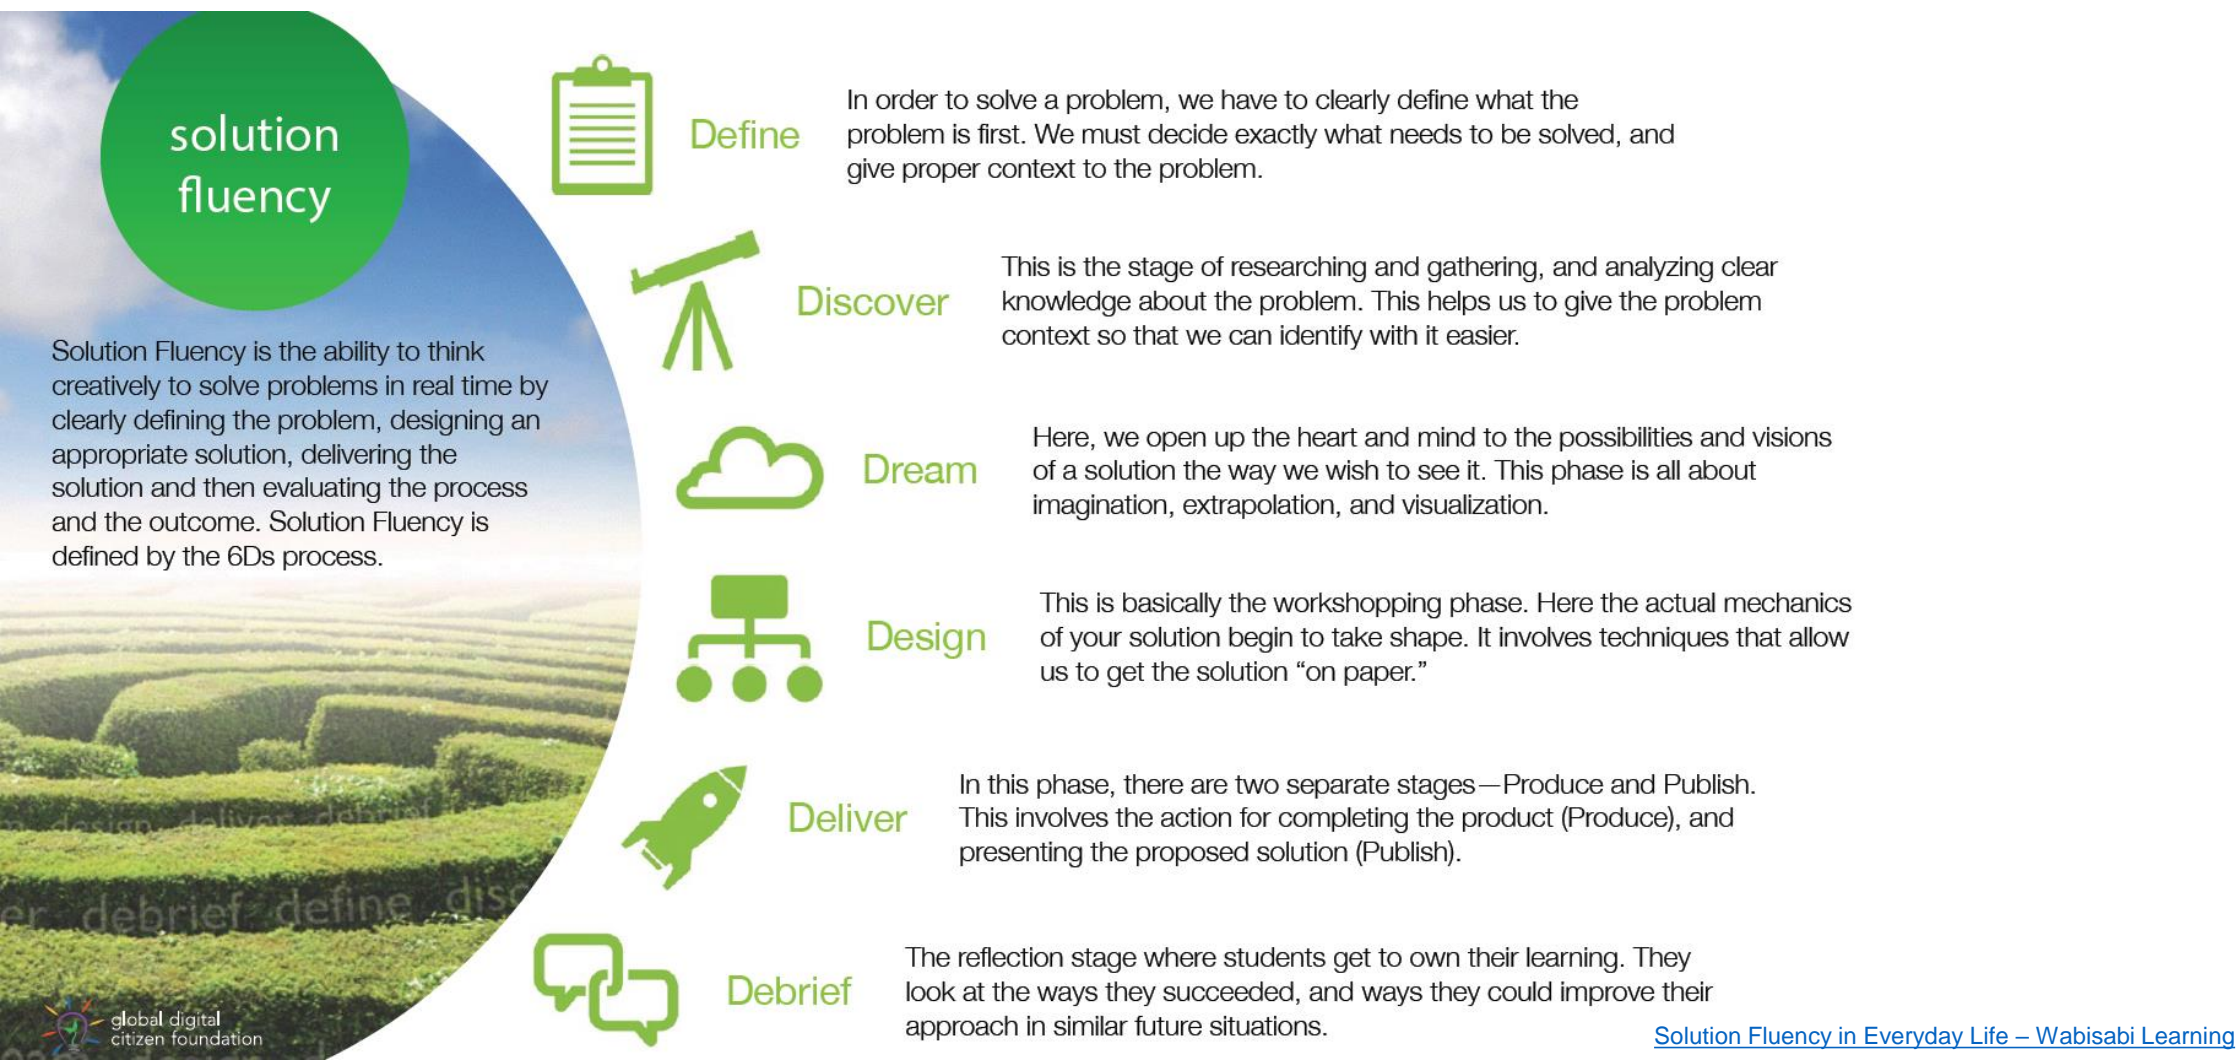 solution
fluency
Solution Fluency is the ability to think
creatively to solve problems in real time by
clearly defining the problem, designing an
appropriate solution, delivering the
solution and then evaluating the process
and the outcome. Solution Fluency is
defined by the 6Ds process.
design deliver debrief
er debrief define disc
global digital
citizen foundation
Define
In order to solve a problem, we have to clearly define what the
problem is first. We must decide exactly what needs to be solved, and
give proper context to the problem.
Discover
This is the stage of researching and gathering, and analyzing clear
knowledge about the problem. This helps us to give the problem
context so that we can identify with it easier.
Dream
Here, we open up the heart and mind to the possibilities and visions
of a solution the way we wish to see it. This phase is all about
imagination, extrapolation, and visualization.
Design
This is basically the workshopping phase. Here the actual mechanics
of your solution begin to take shape. It involves techniques that allow
us to get the solution “on paper.”
Deliver
In this phase, there are two separate stages—Produce and Publish.
This involves the action for completing the product (Produce), and
presenting the proposed solution (Publish).
Debrief
The reflection stage where students get to own their learning. They
look at the ways they succeeded, and ways they could improve their
approach in similar future situations.
Solution Fluency in Everyday Life – Wabisabi Learning